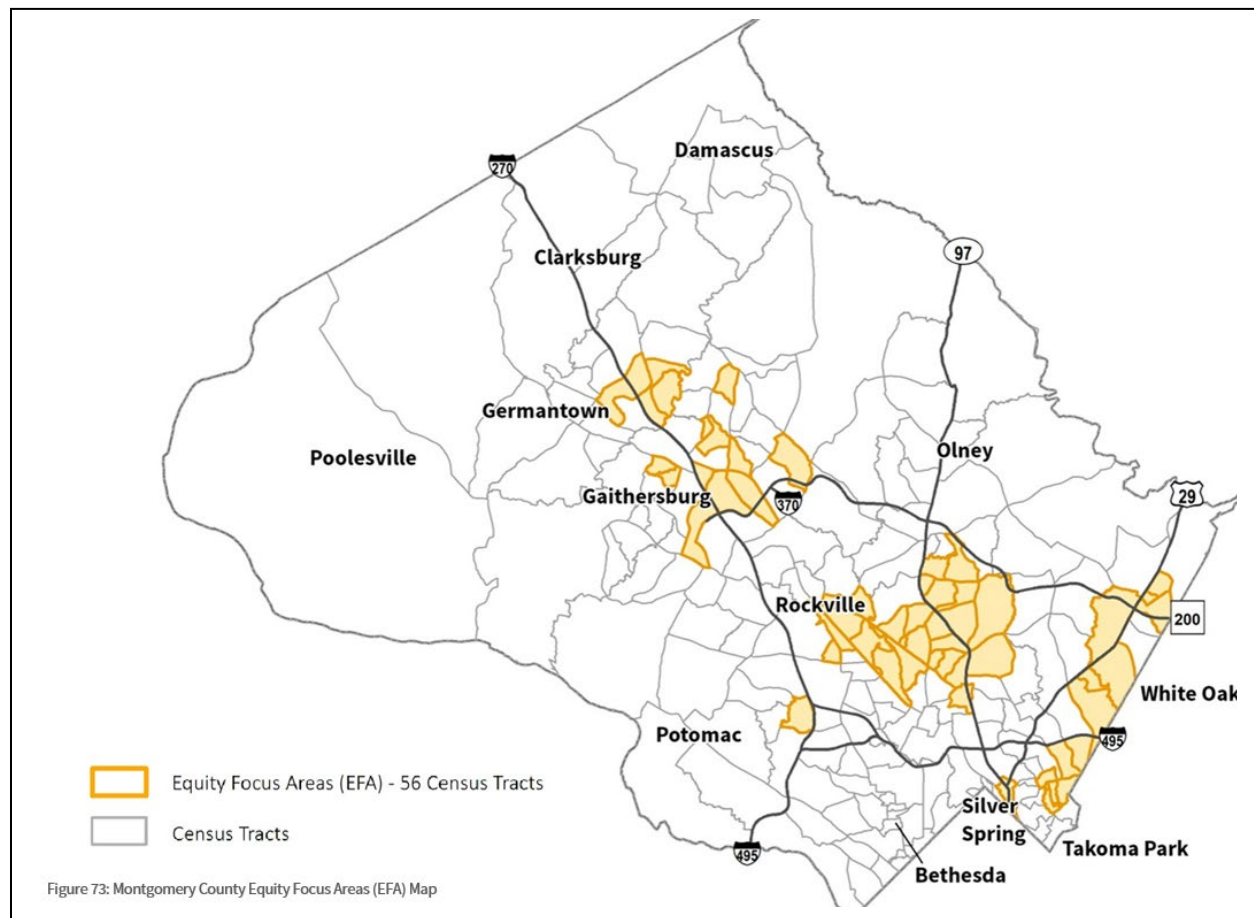 Damascus
270
Clarksburg
97
Germantown
Olney
Poolesville
Gaithersburg
29
370
Rockville
200
White Oak
Potomac
495
Equity Focus Areas (EFA) - 56 Census Tracts
Silver
Spring
Census Tracts
Takoma Park
495
Bethesda
Figure 73: Montgomery County Equity Focus Areas (EFA) Map